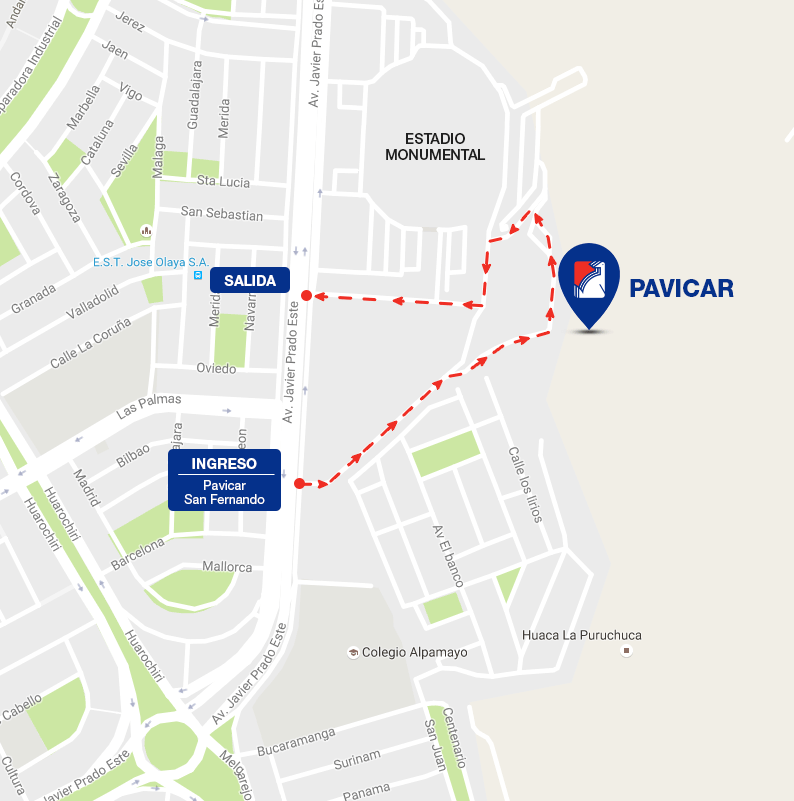 Jerez
Av. Javier Prado Este
Jaen
Vigo
Marbella
Guadalajara
Merida
Cataluna
Sevilla
Malaga
ESTADIO
MONUMENTAL
Cordova
Zaragoza
Sta Lucia
San Sebastian
E.S.T. Jose Olaya S.A.
SALIDA
PAVICAR
Granada
Valladolid
Calle La Coruña
Oviedo
Av. Javier Prado Este
Las Palmas
Bilbao
INGRESO
Pavicar
San Fernando
Madrid
Huarochiri
Huarochiri
Calle los lirios
Av El banco
Barcelona
Mallorca
Huarochiri
Av. Javier Prado Este
Colegio Alpamayo
Huaca La Puruchuca
Cabello
Cultura
Javier Prado Este
Melgarejo
Bucaramanga
Surinam
Panama
San Juan
Centenario